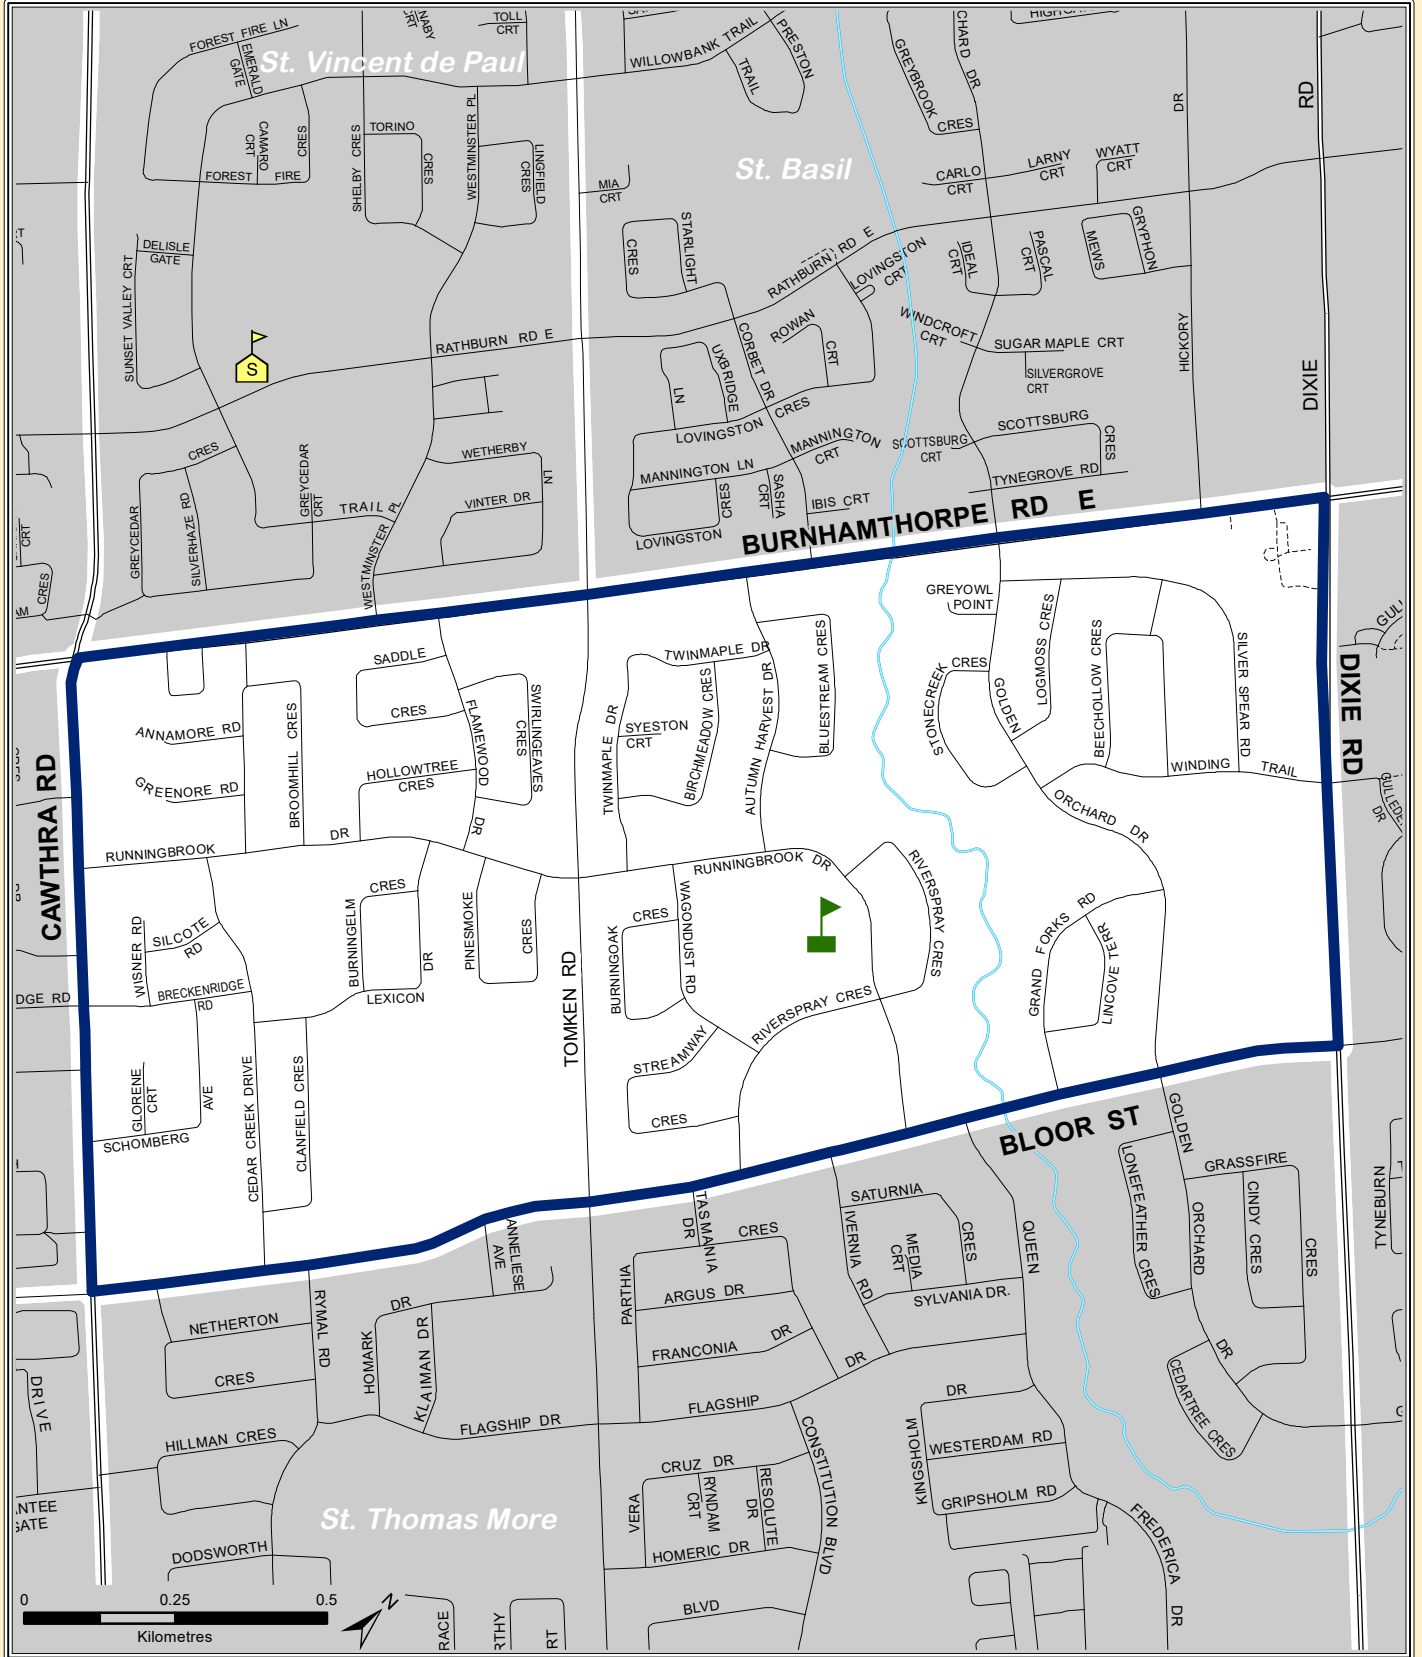 TOLL
CRT
NABY
CRT
FOREST FIRE LN
EMERALD
GATE
St. Vincent de Paul
WILLOWBANK TRAIL
TRAIL
PRESTON
GREYBROOK
CRES
CHARD DR
DR
RD
CAMARO
CRT
CRES
FOREST FIRE
SHELBY CRES
TORINO
CRES
WESTMINSTER PL
LINGFIELD
CRES
MIA
CRT
St. Basil
CARLO
CRT
LARNY
CRT
WYATT
CRT
DELISLE
GATE
SUNSET VALLEY CRT
CRES
STARLIGHT
RATHBURN RD E
LOVINGSTON
CRT
IDEAL
CRT
PASCAL
CRT
MEWS
GRYPHON
S
RATHBURN RD E
CORBET DR
ROWAN
CRT
WINDCROFT
CRT
SUGAR MAPLE CRT
SILVERGROVE
CRT
HICKORY
DIXIE
LN
UXBRIDGE
LOVINGSTON
CRES
MANNINGTON
CRT
SCOTTSBURG
CRT
SCOTTSBURG
CRES
TYNEGROVE RD
CRES
GREYCEDAR
SILVERHAZE RD
GREYCEDAR
CRT
TRAIL
WESTMINSTER PL
WETHERBY
LN
VINTER DR
MANNINGTON LN
CRES
SASHA
CRT
IBIS CRT
LOVINGSTON
CRT
CRES
BURNHAMTHORPE RD E
GREYOWL
POINT
SADDLE
CRES
FLAMEWOOD
DR
SWIRLINGLEAVES
CRES
TWINMAPLE DR
TWINMAPLE DR
SYESTON
CRT
BIRCHMEADOW CRES
AUTUMN HARVEST DR
BLUESTREAM CRES
STONECREEK
CRES
GOLDEN
LOGMOSS CRES
BEECHOLLOW CRES
SILVER SPEAR RD
DIXIE RD
ANNAMORE RD
GREENORE RD
BROOMHILL CRES
HOLLOWTREE
CRES
WINDING TRAIL
ORCHARD DR
CAWTHRA RD
RUNNINGBROOK
DR
RUNNINGBROOK DR
RIVERSPRAY CRES
WISNER RD
SILCOTE
RD
BURNINGELM
CRES
DR
LEXICON
PINESMOKE
CRES
TOMKEN RD
BURNINGOAK
CRES
WAGONDUST RD
GRAND FORKS RD
LINCOVE TERR
DGE RD
BRECKENRIDGE
RD
RIVERSPRAY CRES
STREAMWAY
CRES
GLORENE
CRT
AVE
SCHOMBERG
CEDAR CREEK DRIVE
CLANFIELD CRES
BLOOR ST
GOLDEN
ORCHARD
DR
LONEFEATHER CRES
GRASSFIRE
CINDY CRES
CRES
TYNEBURN
ANNELIESE
AVE
TASMANIA
DR
CRES
PARTHIA
ARGUS DR
FRANCONIA DR
IVERNIA RD
SATURNIA
CRES
MEDIA
CRT
SYLVANIA DR.
QUEEN
FREDERICA DR
NETHERTON
CRES
RYMAL RD
HOMARK
DR
KLAIMAN DR
FLAGSHIP DR
FLAGSHIP
DR
CEDARTREE CRES
DRIVE
HILLMAN CRES
St. Thomas More
CRUZ DR
VERA
RYNDAM
CRT
RESOLUTE
DR
HOMERIC DR
CONSTITUTION BLVD
BLVD
KINGSHOLM
DR
WESTERDAM RD
GRIPSHOLM RD
ANTEE
GATE
DODSWORTH
0 0.25 0.5
Kilometres
N
RACE
RTHY
RT